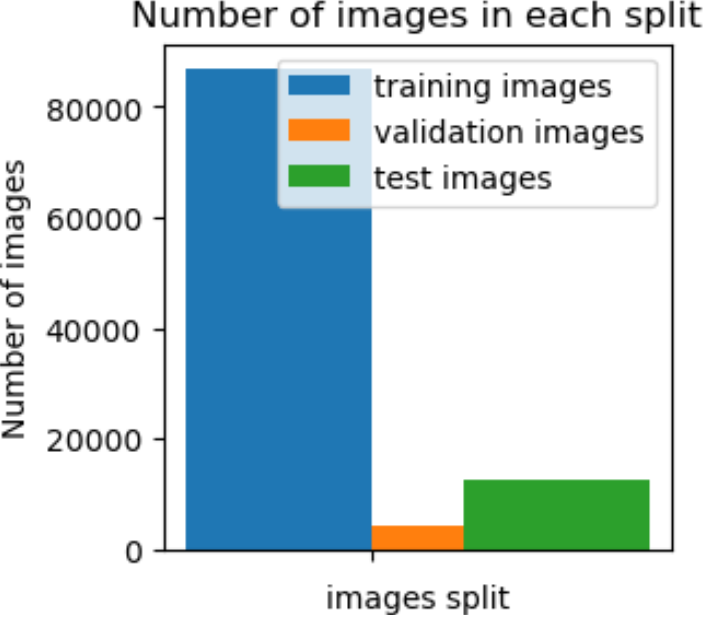 Number of images in each split
training images
validation images
test images
Number of images
80000
60000
40000
20000
0
images split